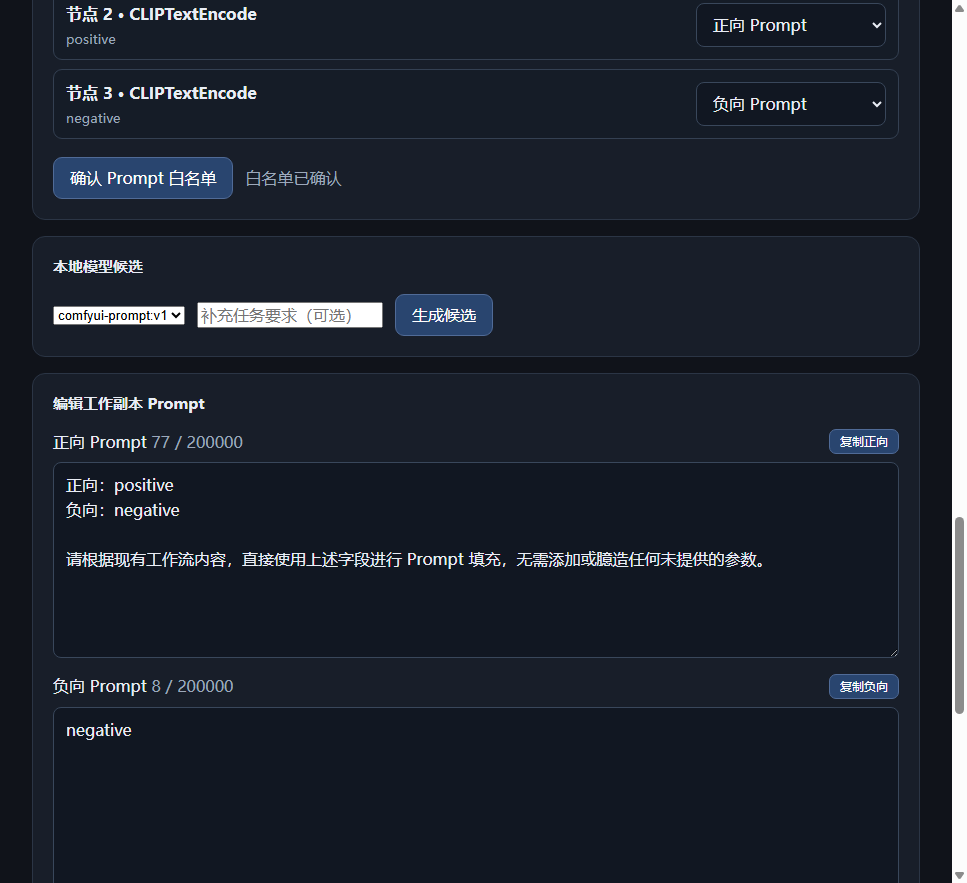 节点 2 • CLIPTextEncode
positive
正向 Prompt
节点 3 • CLIPTextEncode
negative
负向 Prompt
确认 Prompt 白名单
白名单已确认
本地模型候选
comfyui-prompt:v1
补充任务要求（可选）
生成候选
编辑工作副本 Prompt
正向 Prompt 77 / 200000
复制正向
正向：positive
负向：negative
请根据现有工作流内容，直接使用上述字段进行 Prompt 填充，无需添加或臆造任何未提供的参数。
负向 Prompt 8 / 200000
复制负向
negative